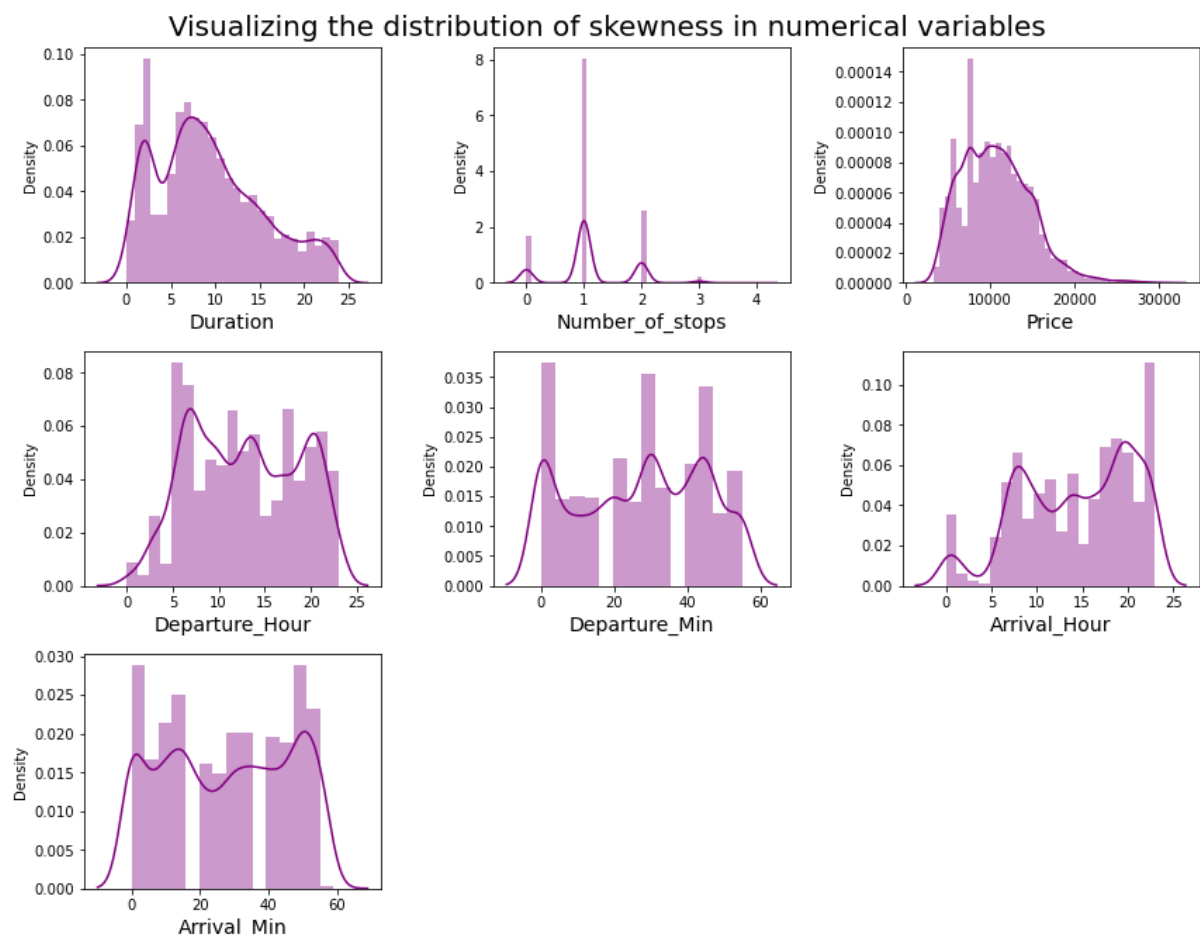 Visualizing the distribution of skewness in numerical variables
0.10
0.08
0.06
0.04
0.02
0.00
Density
0 5 10 15 20 25
Duration
8
6
4
2
0
Density
0 1 2 3 4
Number_of_stops
0.00014
0.00012
0.00010
0.00008
0.00006
0.00004
0.00002
0.00000
Density
0 10000 20000 30000
Price
0.08
0.06
0.04
0.02
0.00
Density
0 5 10 15 20 25
Departure_Hour
0.035
0.030
0.025
0.020
0.015
0.010
0.005
0.000
Density
0 20 40 60
Departure_Min
0.10
0.08
0.06
0.04
0.02
0.00
Density
0 5 10 15 20 25
Arrival_Hour
0.030
0.025
0.020
0.015
0.010
0.005
0.000
Density
0 20 40 60
Arrival_Min